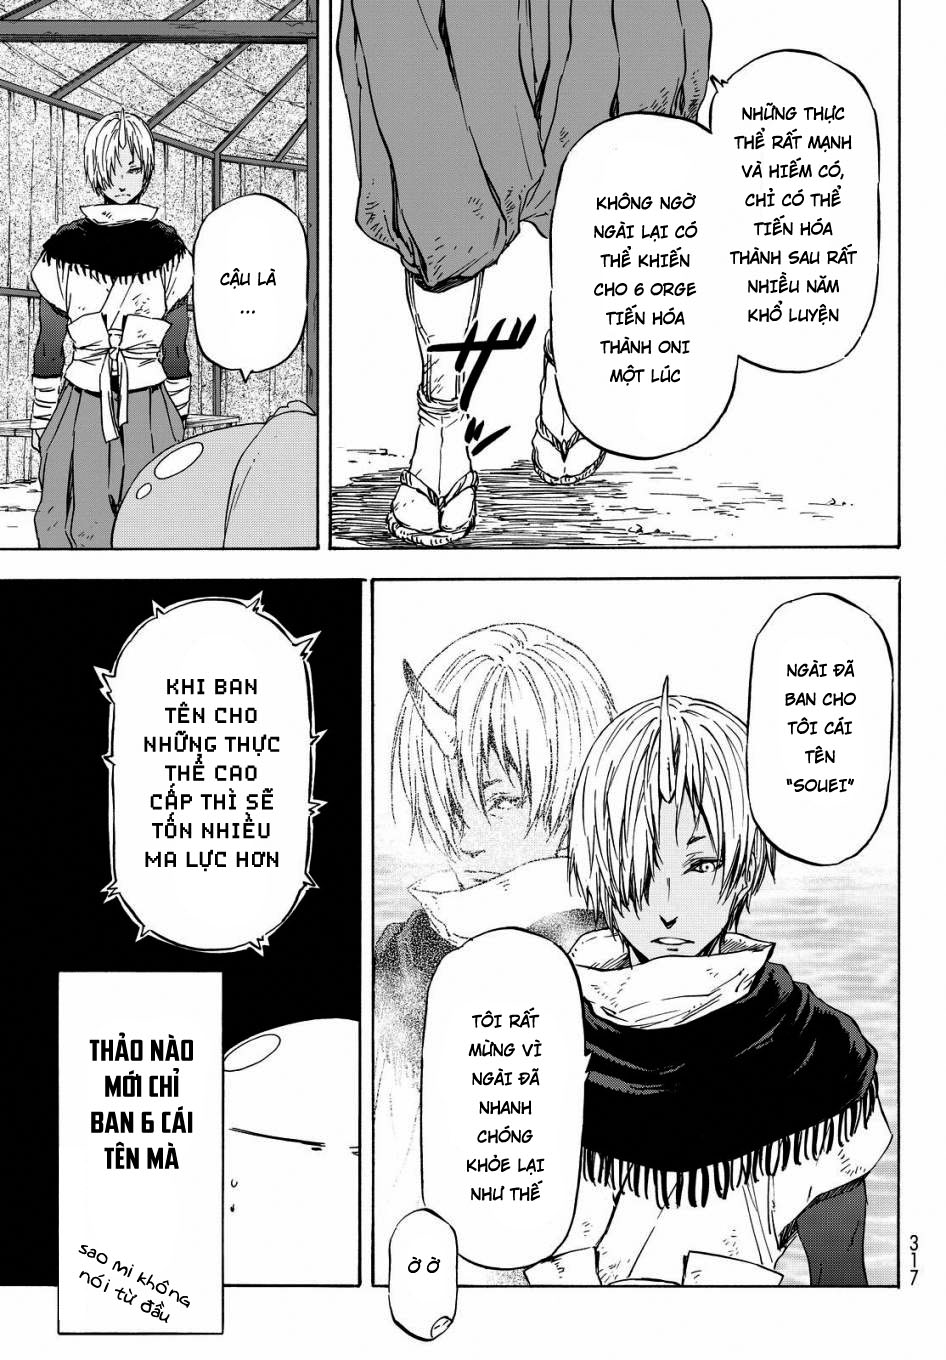 NHỮNG THỰC
THỂ RẤT MẠNH
VÀ HIẾM CÓ,
CHỈ CÓ THỂ
TIẾN HÓA
THÀNH SAU RẤT
NHIỀU NĂM
KHỔ LUYỆN
KHÔNG NGỜ
NGÀI LẠI CÓ
THỂ KHIẾN
CHO 6 ORGE
TIẾN HÓA
THÀNH ONI
MỘT LÚC
ザッ
CẬU LÀ
...
NGÀI ĐÃ
BAN CHO
TÔI CÁI
TÊN
"SOUEI"
TÔI RẤT
MỪNG VÌ
NGÀI ĐÃ
NHANH
CHÓNG
KHỎE LẠI
NHƯ THẾ
Ờ Ờ
KHI BAN
TÊN CHO
NHỮNG THỰC
THỂ CAO
CẤP THÌ SẼ
TỐN NHIỀU
MA LỰC HƠN
THẢO NÀO
MỚI CHỈ
BAN 6 CÁI
TÊN MÀ
sao mi không
nói từ đầu
317